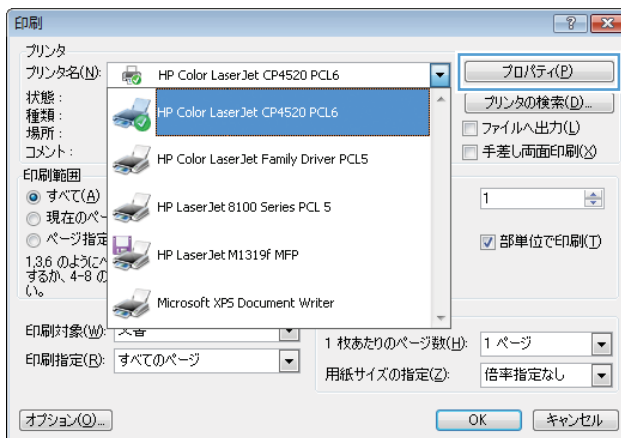 印刷
プリンタ
プリンタ名(N): HP Color LaserJet CP4520 PCL6 プロパティ(P)
状態 : HP Color LaserJet CP4520 PCL6 プリンタの検索(D)...
種類 :
場所 : ファイルへ出力(L)
コメント : HP Color LaserJet Family Driver PCL5 手差し両面印刷(X)
印刷範囲
すべて(A) HP LaserJet 8100 Series PCL 5 1
現在のペー
ページ指定 HP LaserJet M1319f MFP 部単位で印刷(T)
1,3,6 のように
するか、4-8 の
い。
Microsoft XPS Document Writer
印刷対象(W): 文書
1 枚あたりのページ数(H): 1 ページ
印刷指定(R): すべてのページ
用紙サイズの指定(Z): 倍率指定なし
オプション(O)... OK キャンセル